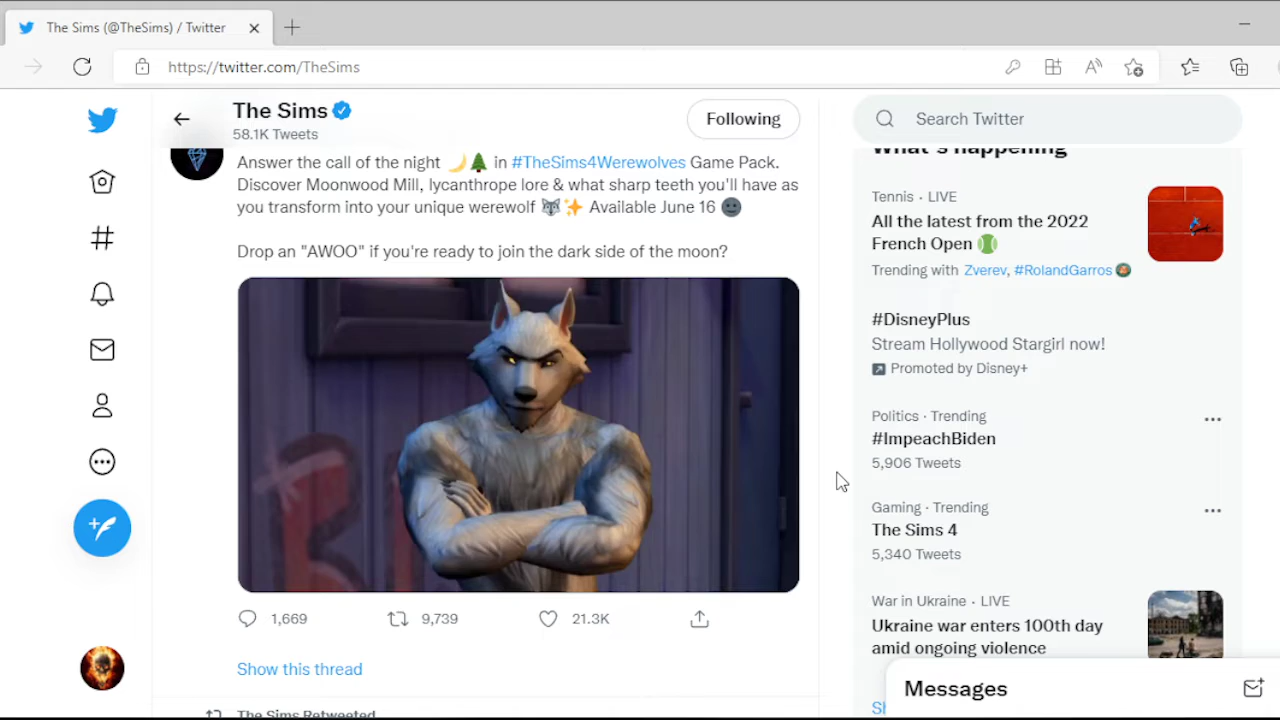 The Sims (@TheSims) / Twitter
https://twitter.com/TheSims
The Sims
58.1K Tweets
Following
Answer the call of the night 🌙🌲 in #TheSims4Werewolves Game Pack.
Discover Moonwood Mill, lycanthrope lore & what sharp teeth you'll have as
you transform into your unique werewolf 🐺✨ Available June 16 🌚
Drop an "AWOO" if you're ready to join the dark side of the moon?
1,669
9,739
21.3K
Show this thread
The Sims Retweeted
Search Twitter
What's happening
Tennis · LIVE
All the latest from the 2022
French Open 🎾
Trending with Zverev, #RolandGarros
#DisneyPlus
Stream Hollywood Stargirl now!
Promoted by Disney+
Politics · Trending
#ImpeachBiden
5,906 Tweets
Gaming · Trending
The Sims 4
5,340 Tweets
War in Ukraine · LIVE
Ukraine war enters 100th day
amid ongoing violence
Messages